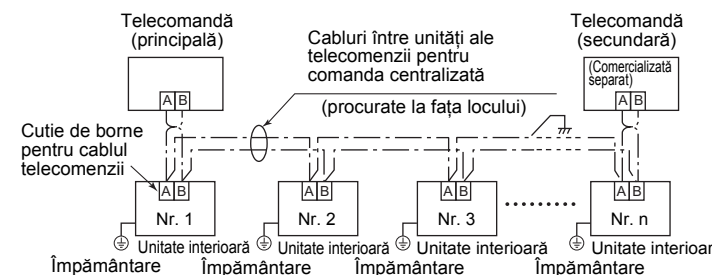 Telecomandă
(principală)
Cabluri între unități ale
telecomenzii pentru
comanda centralizată
(procurate la fața locului)
Telecomandă
(secundară)
(Comercializată
separat)
A B
A B
Cutie de borne
pentru cablul
telecomenzii
A B
A B
A B
A B
Nr. 1
Nr. 2
Nr. 3
Nr. n
Unitate interioară
Unitate interioară
Unitate interioară
Unitate interioar
Împământare
Împământare
Împământare
Împământare